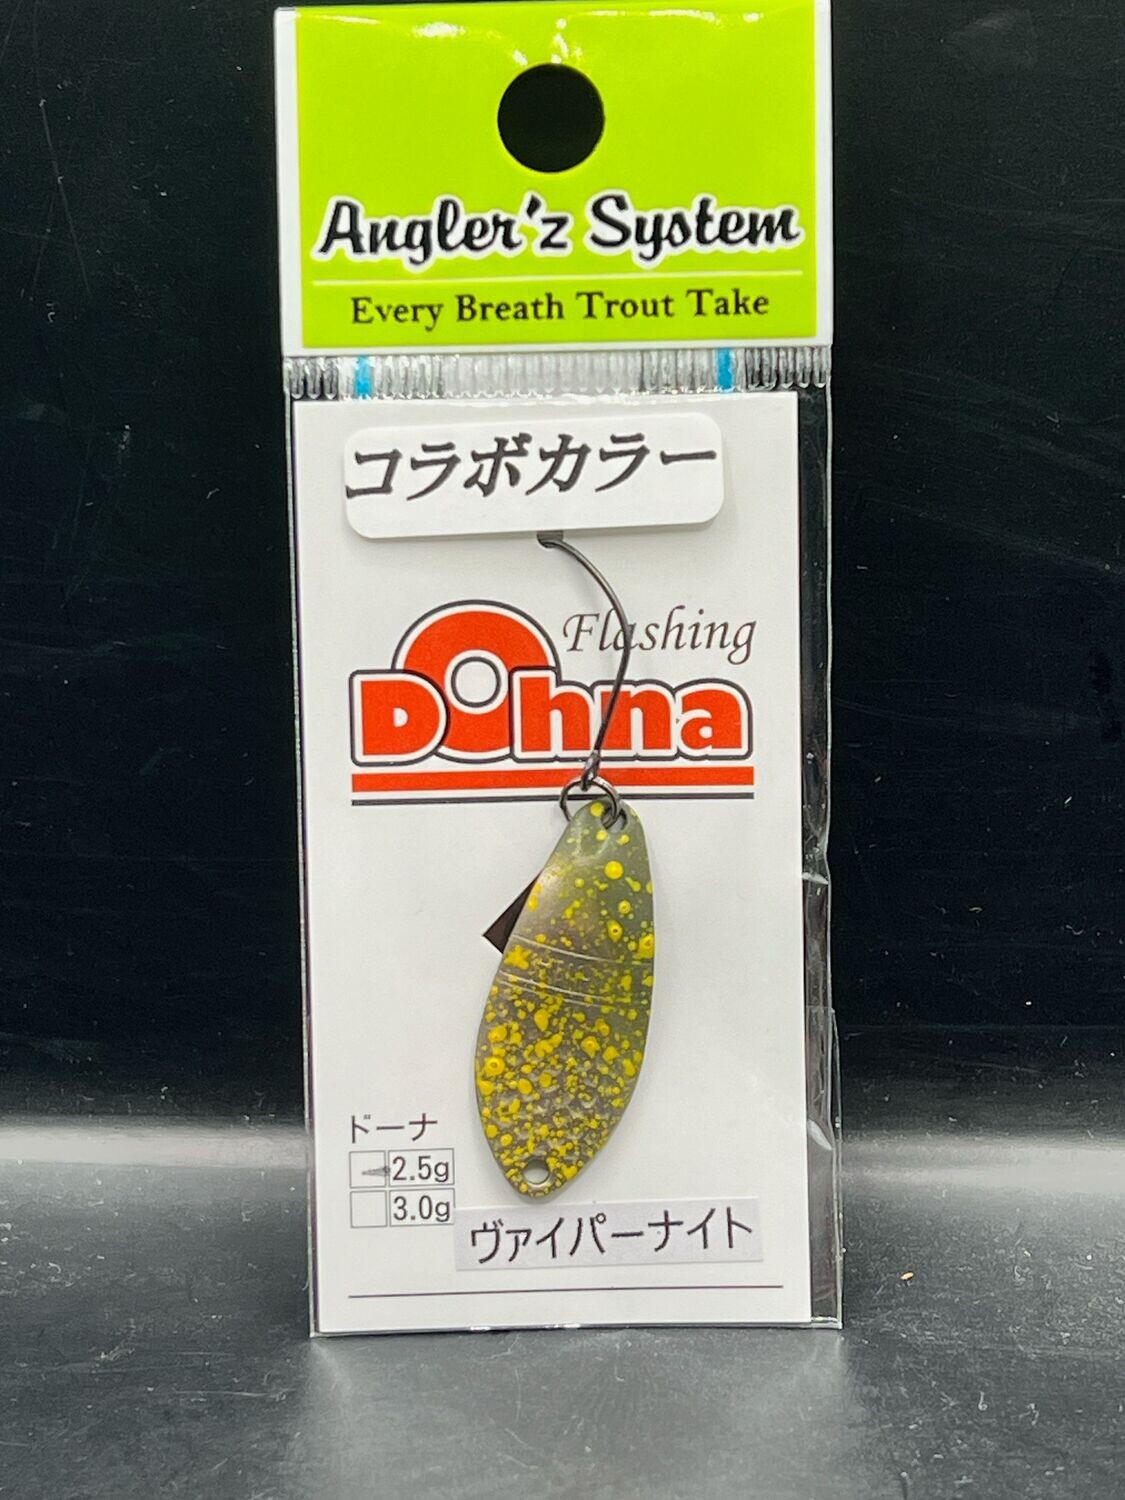 Angler'z System
Every Breath Trout Take
コラボカラー
Flashing
Dohna
ドーナ
2.5g
3.0g
ヴァイパーナイト